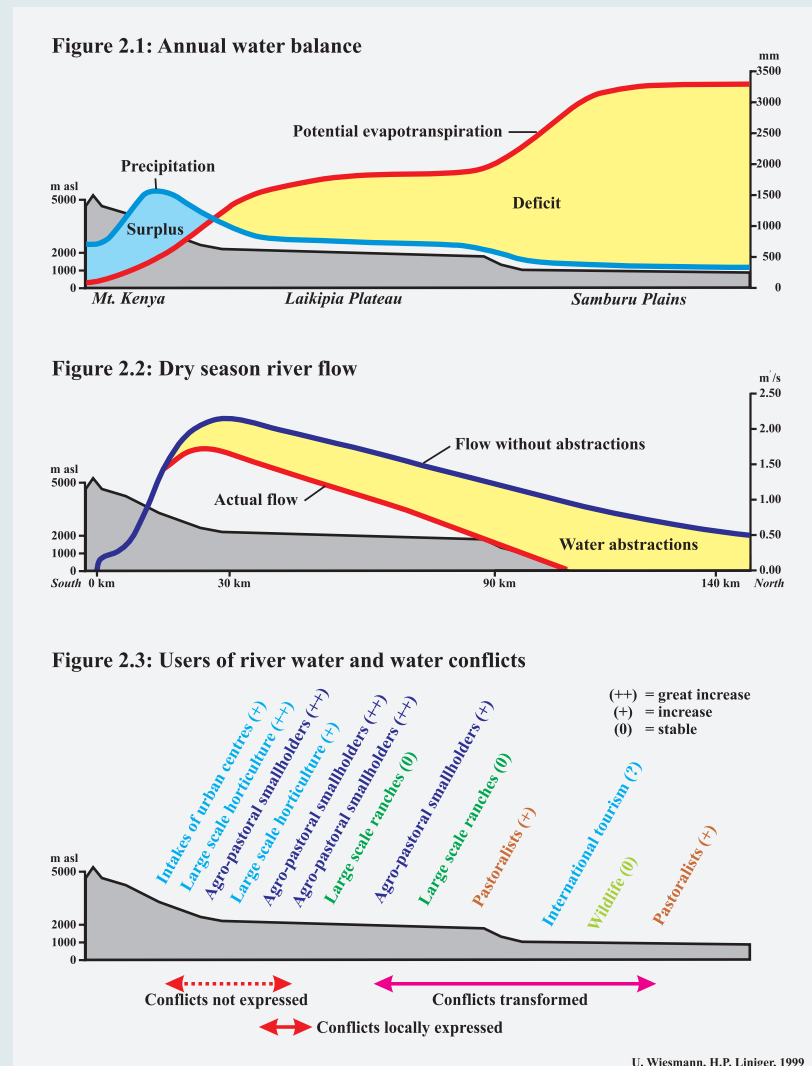 Figure 2.1: Annual water balance
mm
3500
3000
2500
2000
1500
1000
500
0
Potential evapotranspiration
Precipitation
m asl
5000
2000
1000
0
Surplus
Deficit
Mt. Kenya
Laikipia Plateau
Samburu Plains
Figure 2.2: Dry season river flow
m'/s
2.50
2.00
1.50
1.00
0.50
0.00
Flow without abstractions
Actual flow
m asl
5000
2000
1000
0
Water abstractions
South
0 km
30 km
90 km
140 km
North
Figure 2.3: Users of river water and water conflicts
(++) = great increase
(+) = increase
(0) = stable
Intakes of urban centres (+)
Large scale horticulture (++)
Agro-pastoral smallholders (++)
Large scale horticulture (+)
Agro-pastoral smallholders (++)
Agro-pastoral smallholders (++)
Large scale ranches (0)
Agro-pastoral smallholders (+)
Large scale ranches (0)
Pastoralists (+)
International tourism (?)
Wildlife (0)
Pastoralists (+)
m asl
5000
2000
1000
0
Conflicts not expressed
Conflicts transformed
Conflicts locally expressed
U. Wiesmann, H.P. Liniger, 1999